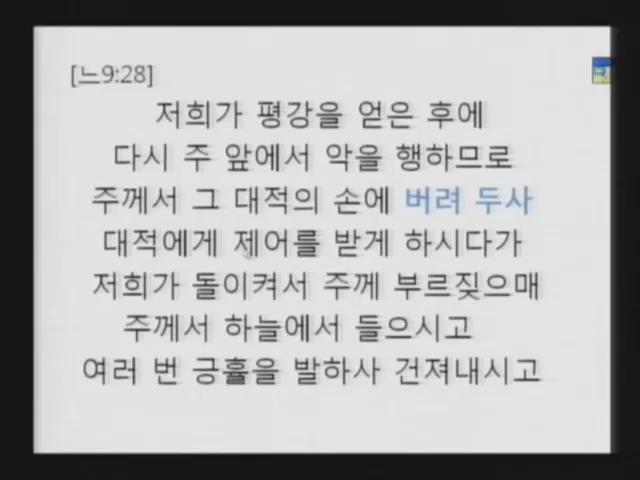 [느9:28]
저희가 평강을 얻은 후에
다시 주 앞에서 악을 행하므로
주께서 그 대적의 손에 버려 두사
대적에게 제어를 받게 하시다가
저희가 돌이켜서 주께 부르짖으매
주께서 하늘에서 들으시고
여러 번 긍휼을 발하사 건져내시고